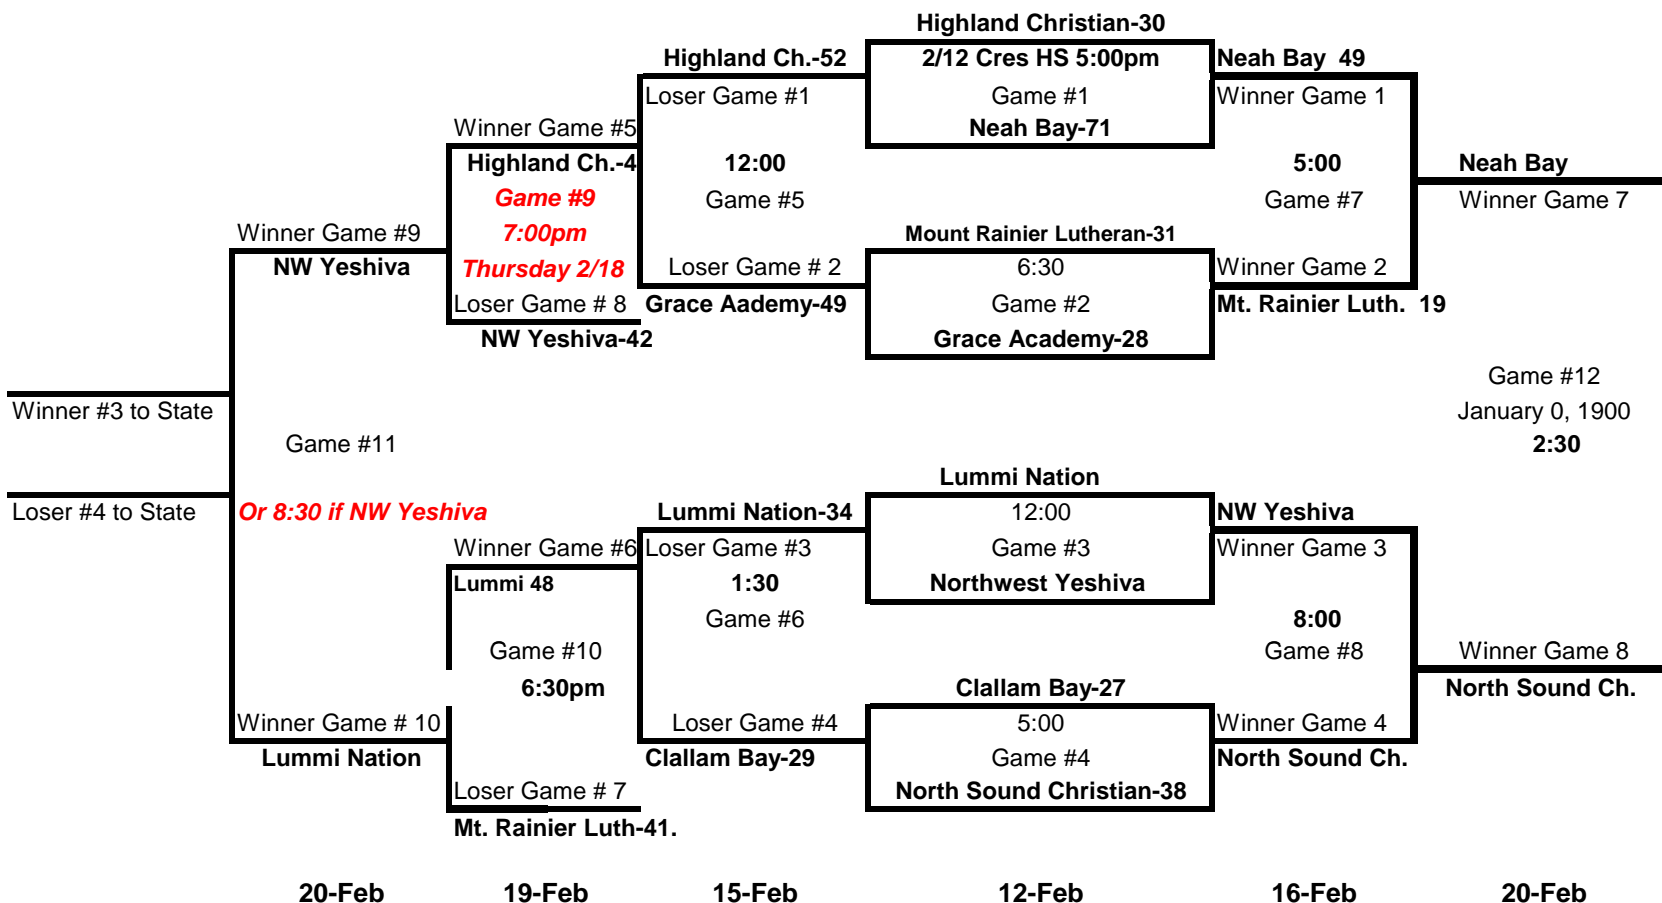 Highland Christian-30
Highland Ch.-52
2/12 Cres HS 5:00pm
Neah Bay 49
Loser Game #1
Game #1
Winner Game 1
Winner Game #5
Neah Bay-71
Highland Ch.-4
12:00
5:00
Neah Bay
Game #9
Game #5
Game #7
Winner Game 7
Winner Game #9
7:00pm
Mount Rainier Lutheran-31
NW Yeshiva
Thursday 2/18
Loser Game # 2
6:30
Winner Game 2
Loser Game # 8
Grace Aademy-49
Game #2
Mt. Rainier Luth. 19
NW Yeshiva-42
Grace Academy-28
Game #12
Winner #3 to State
January 0, 1900
Game #11
2:30
Lummi Nation
Loser #4 to State
Or 8:30 if NW Yeshiva
Lummi Nation-34
12:00
NW Yeshiva
Winner Game #6
Loser Game #3
Game #3
Winner Game 3
Lummi 48
1:30
Northwest Yeshiva
Game #6
8:00
Game #10
Game #8
Winner Game 8
6:30pm
Clallam Bay-27
North Sound Ch.
Winner Game # 10
Loser Game #4
5:00
Winner Game 4
Lummi Nation
Clallam Bay-29
Game #4
North Sound Ch.
Loser Game # 7
North Sound Christian-38
Mt. Rainier Luth-41.
20-Feb
19-Feb
15-Feb
12-Feb
16-Feb
20-Feb